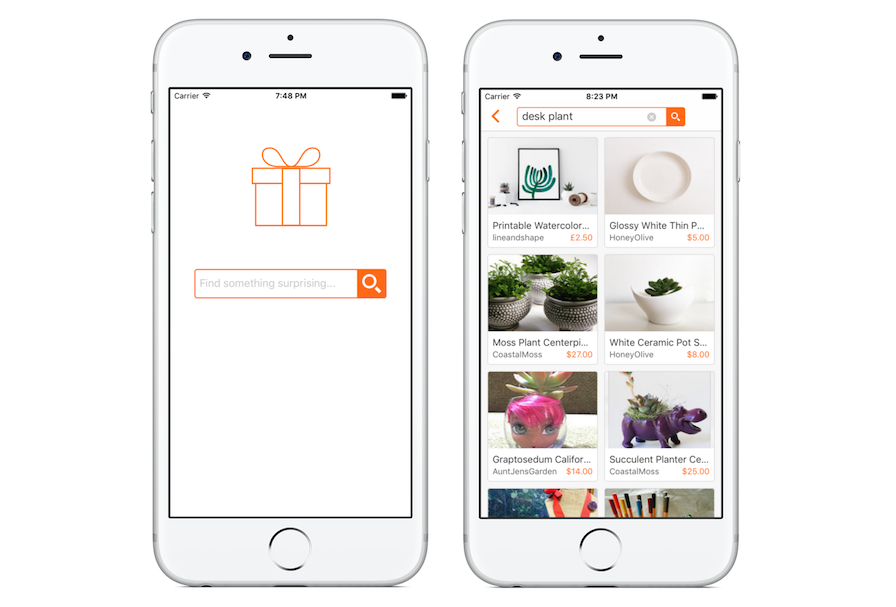 Carrier 7:48 PM
Find something surprising...
Carrier 8:23 PM
desk plant
Printable Watercolor...
lineandshape £2.50
Glossy White Thin P...
HoneyOlive $5.00
Moss Plant Centerpi...
CoastalMoss $27.00
White Ceramic Pot S...
HoneyOlive $8.00
Graptosedum Califor...
AuntJensGarden $14.00
Succulent Planter Ce...
CoastalMoss $25.00